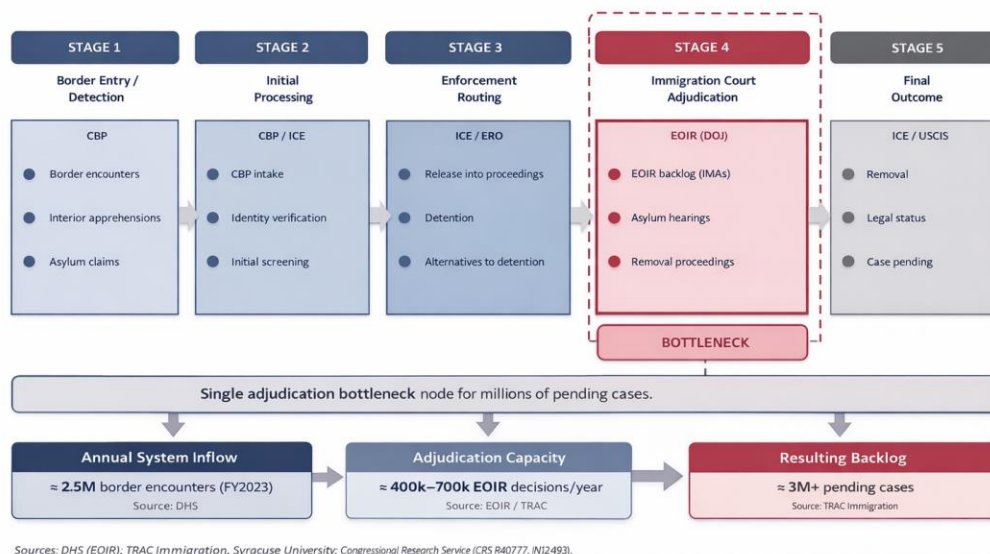 STAGE 1
STAGE 2
STAGE 3
STAGE 4
STAGE 5
Border Entry /
Detection
Initial
Processing
Enforcement
Routing
Immigration Court
Adjudication
Final
Outcome
CBP
Border encounters
Interior apprehensions
Asylum claims
CBP / ICE
CBP intake
Identity verification
Initial screening
ICE / ERO
Release into proceedings
Detention
Alternatives to detention
EOIR (DOJ)
EOIR backlog (IMAs)
Asylum hearings
Removal proceedings
ICE / USCIS
Removal
Legal status
Case pending
BOTTLENECK
Single adjudication bottleneck node for millions of pending cases.
Annual System Inflow
≈ 2.5M border encounters (FY2023)
Source: DHS
Adjudication Capacity
≈ 400k–700k EOIR decisions/year
Source: EOIR / TRAC
Resulting Backlog
≈ 3M+ pending cases
Source: TRAC Immigration
Sources: DHS (EOIR); TRAC Immigration, Syracuse University; Congressional Research Service (CRS R40777, IN12493).